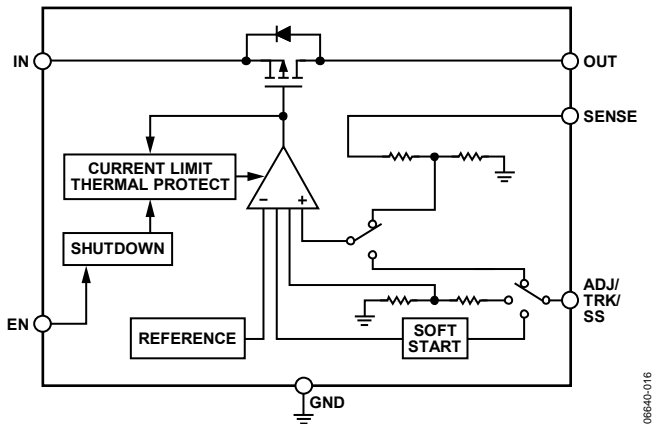 IN
OUT
SENSE
CURRENT LIMIT
THERMAL PROTECT
–
+
SHUTDOWN
ADJ/
TRK/
SS
EN
REFERENCE
SOFT
START
GND
06640-016